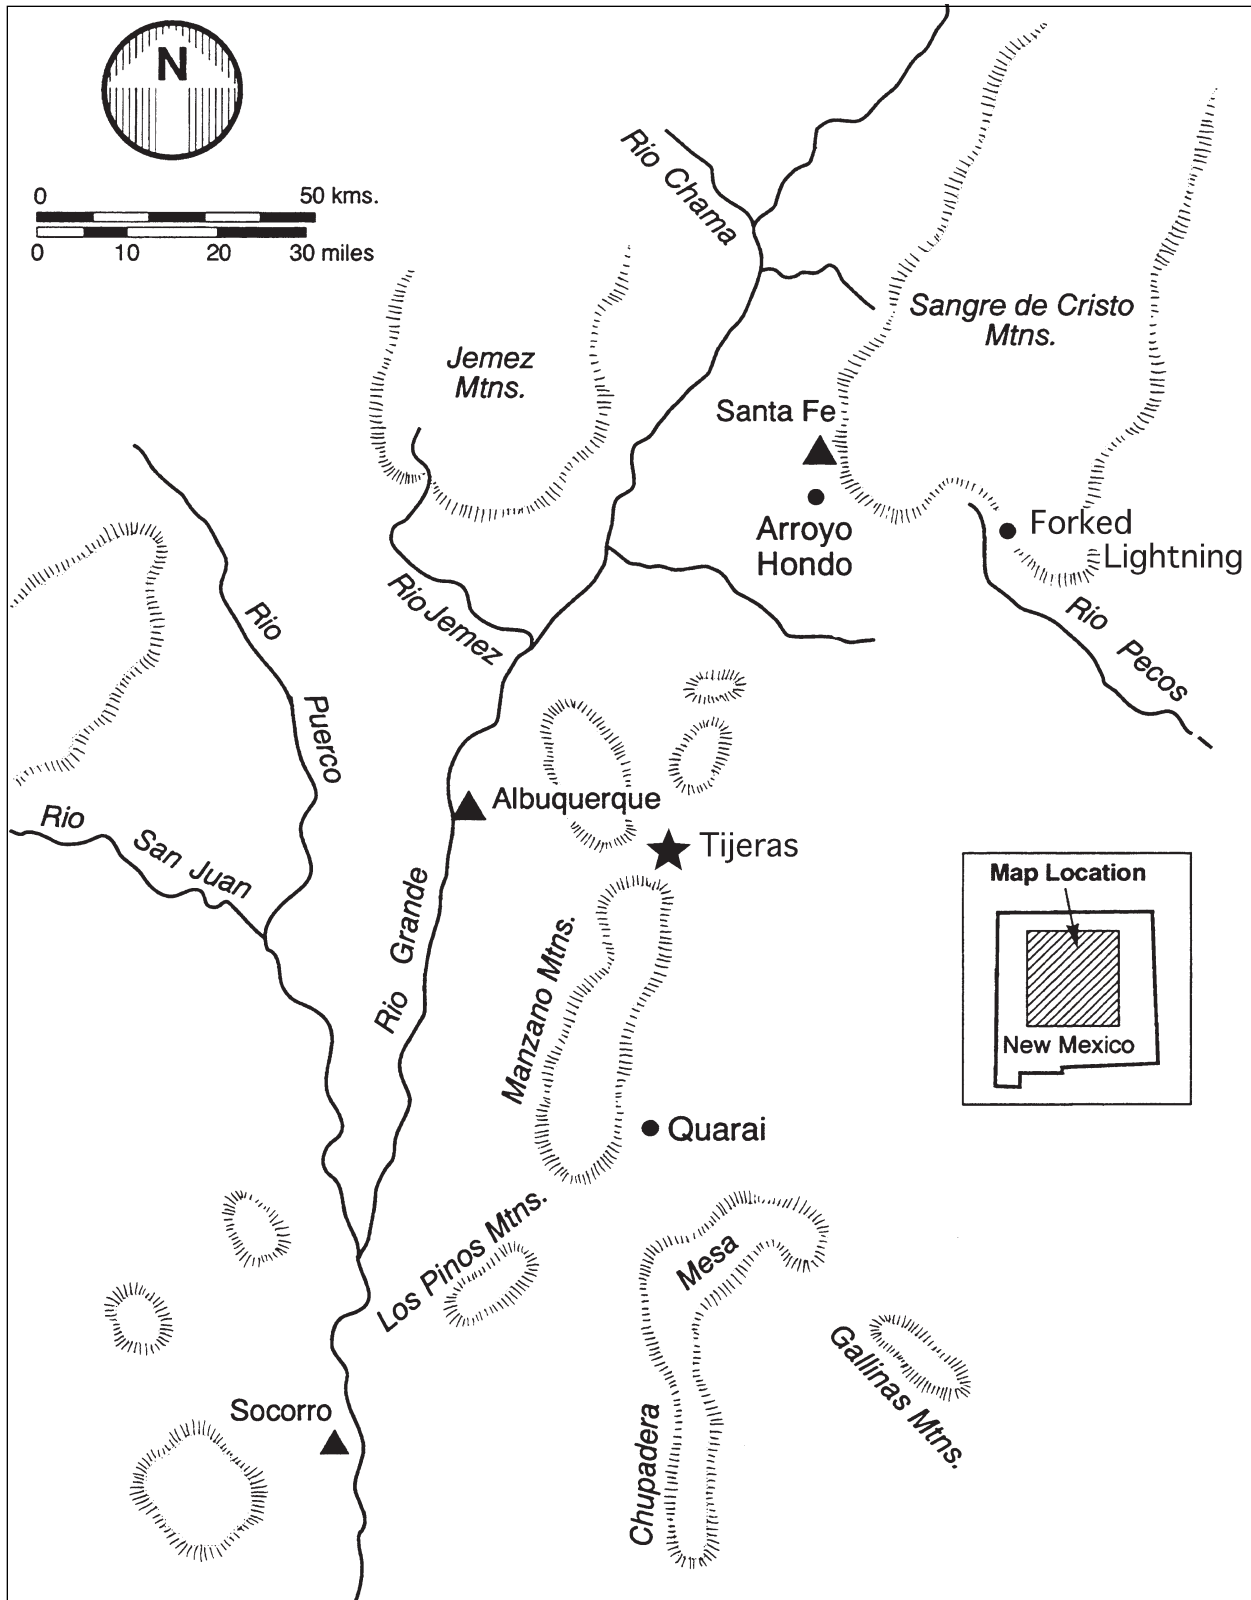 N
0 50 kms.
0 10 20 30 miles
Rio Chama
Sangre de Cristo
Mtns.
Jemez
Mtns.
Santa Fe
Arroyo
Hondo
Forked
Lightning
Rio Jemez
Rio Pecos
Rio Puerco
Albuquerque
Tijeras
Rio San Juan
Rio Grande
Manzano Mtns.
Map Location
New Mexico
Quarai
Los Pinos Mtns.
Chupadera Mesa
Gallinas Mtns.
Socorro